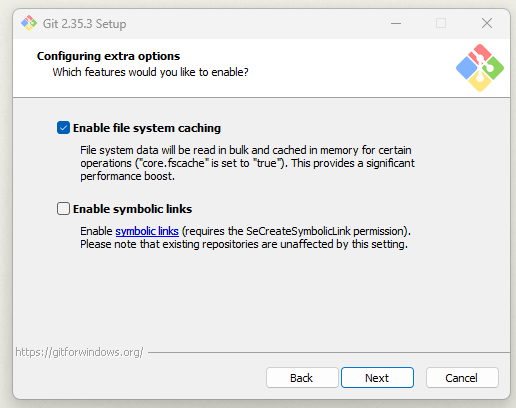 Git 2.35.3 Setup
Configuring extra options
Which features would you like to enable?
Enable file system caching
File system data will be read in bulk and cached in memory for certain
operations ("core.fscache" is set to "true"). This provides a significant
performance boost.
Enable symbolic links
Enable symbolic links (requires the SeCreateSymbolicLink permission).
Please note that existing repositories are unaffected by this setting.
https://gitforwindows.org/
Back Next Cancel